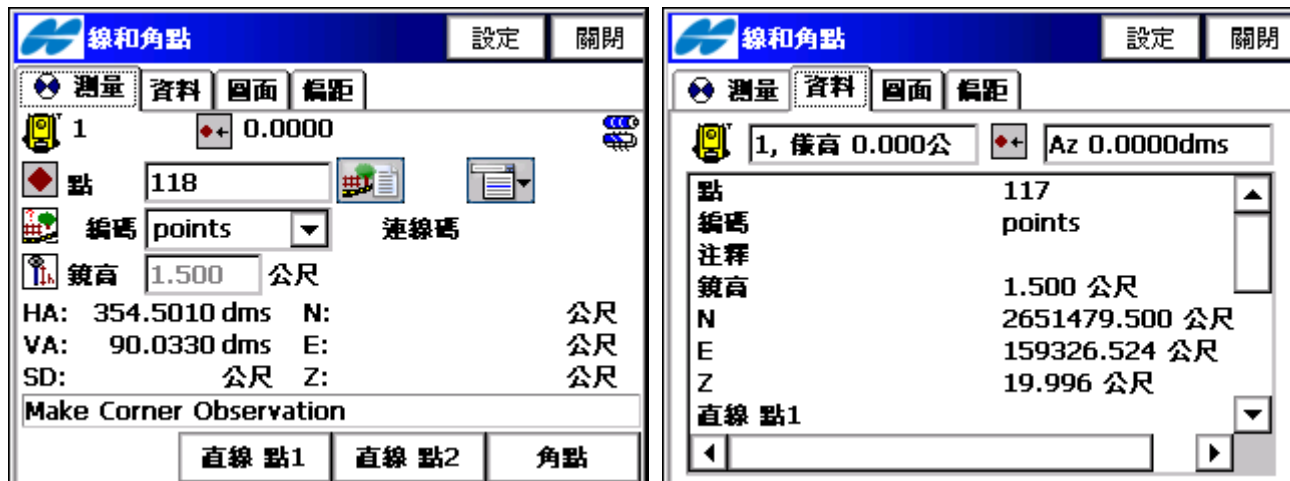 線和角點 設定 關閉
測量 資料 圖面 偏距
1 0.0000
點 118
編碼 points 連線碼
鏡高 1.500 公尺
HA: 354.5010 dms N: 公尺
VA: 90.0330 dms E: 公尺
SD: 公尺 Z: 公尺
Make Corner Observation
直線 點1 直線 點2 角點
線和角點 設定 關閉
測量 資料 圖面 偏距
1, 儀高 0.000公 Az 0.0000dms
點 117
編碼 points
注釋
鏡高 1.500 公尺
N 2651479.500 公尺
E 159326.524 公尺
Z 19.996 公尺
直線 點1